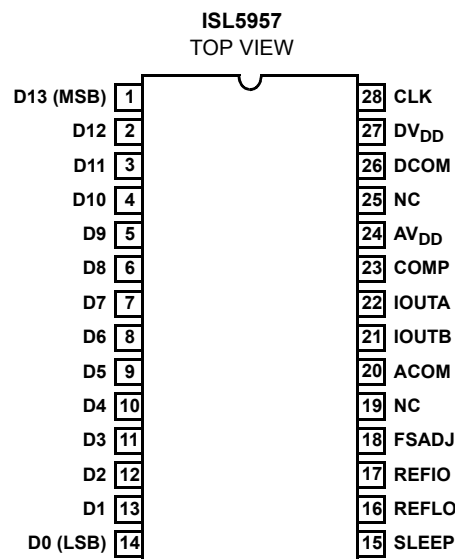 ISL5957
TOP VIEW
D13 (MSB) 1 28 CLK
D12 2 27 DVDD
D11 3 26 DCOM
D10 4 25 NC
D9 5 24 AVDD
D8 6 23 COMP
D7 7 22 IOUTA
D6 8 21 IOUTB
D5 9 20 ACOM
D4 10 19 NC
D3 11 18 FSADJ
D2 12 17 REFIO
D1 13 16 REFLO
D0 (LSB) 14 15 SLEEP